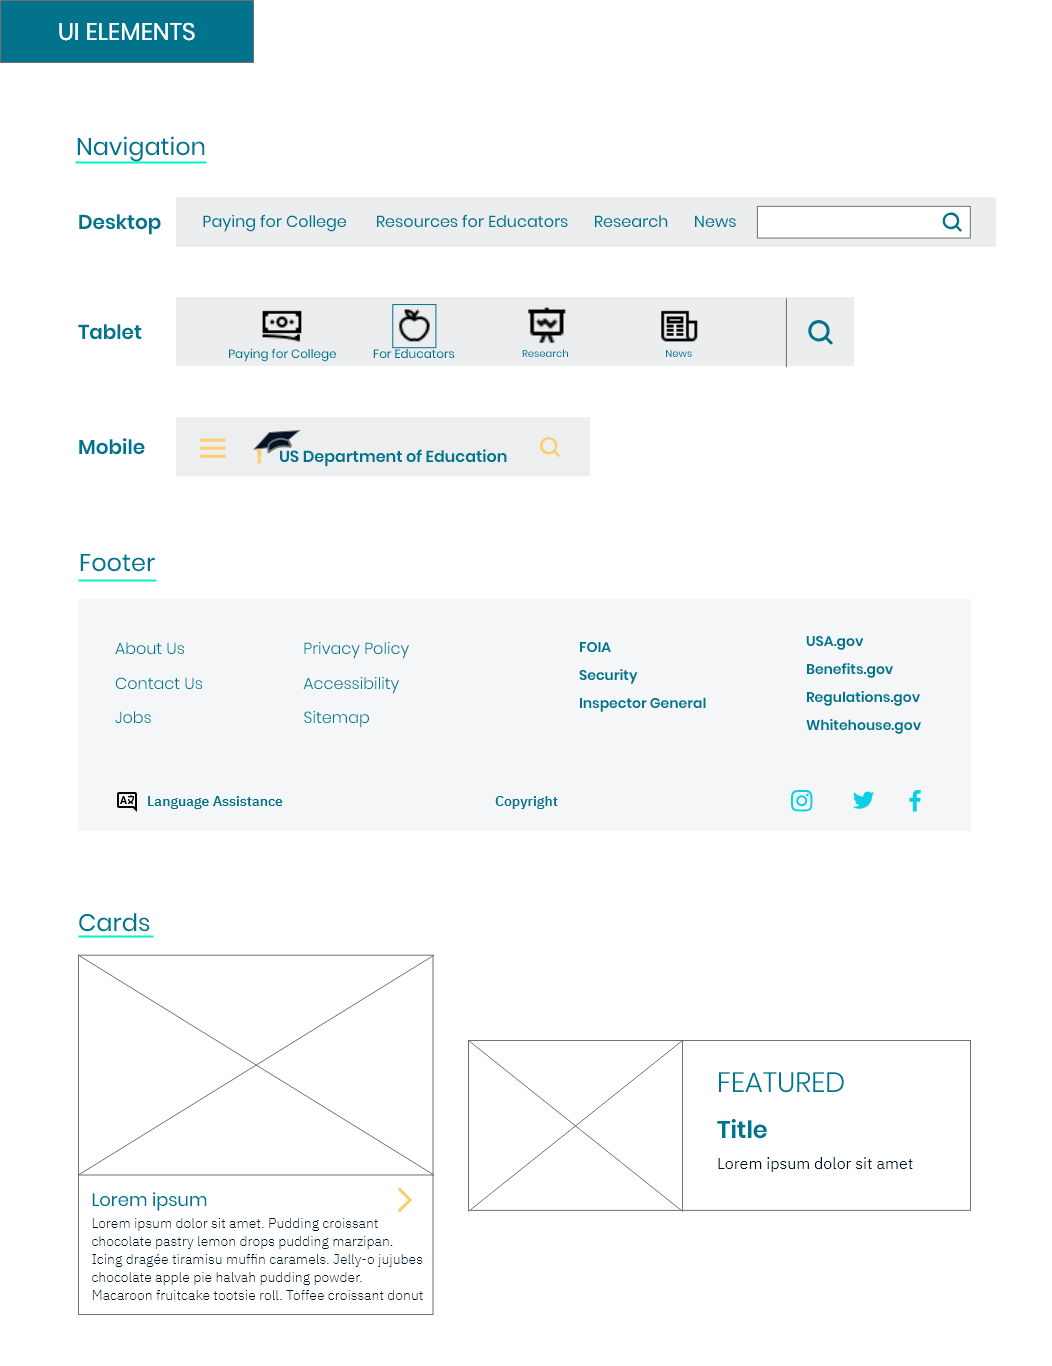 UI ELEMENTS
Navigation
Desktop
Paying for College
Resources for Educators
Research
News
Tablet
Paying for College
For Educators
Research
News
Mobile
US Department of Education
Footer
About Us
Contact Us
Jobs
Privacy Policy
Accessibility
Sitemap
FOIA
Security
Inspector General
USA.gov
Benefits.gov
Regulations.gov
Whitehouse.gov
Language Assistance
Copyright
Cards
Lorem ipsum
Lorem ipsum dolor sit amet. Pudding croissant
chocolate pastry lemon drops pudding marzipan.
Icing dragée tiramisu muffin caramels. Jelly-o jujubes
chocolate apple pie halvah pudding powder.
Macaroon fruitcake tootsie roll. Toffee croissant donut
FEATURED
Title
Lorem ipsum dolor sit amet